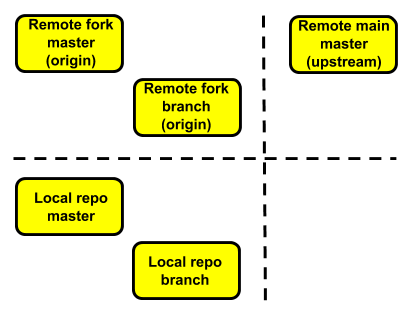 Remote fork
master
(origin)
Remote main
master
(upstream)
Remote fork
branch
(origin)
Local repo
master
Local repo
branch